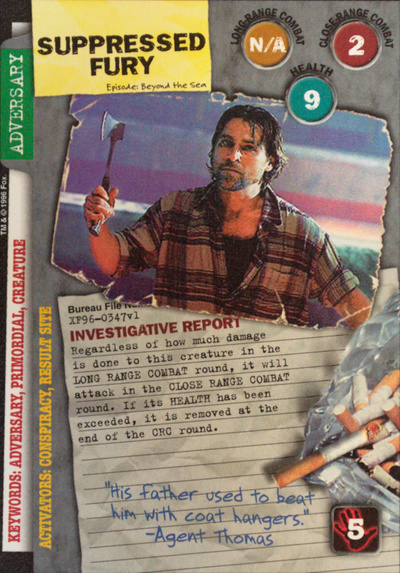 SUPPRESSED
FURY
Episode: Beyond the Sea
LONG-RANGE COMBAT
N/A
CLOSE-RANGE COMBAT
2
HEALTH
9
ADVERSARY
TM & © 1996 Fox.
KEYWORDS: ADVERSARY, PRIMORDIAL, CREATURE
ACTIVATORS: CONSPIRACY, RESULT SITE
Bureau File
XF96-0347v1
INVESTIGATIVE REPORT
Regardless of how much damage
is done to this creature in the
LONG RANGE COMBAT round, it will
attack in the CLOSE RANGE COMBAT
round. If its HEALTH has been
exceeded, it is removed at the
end of the CRC round.
"His father used to beat
him with coat hangers."
-Agent Thomas
5